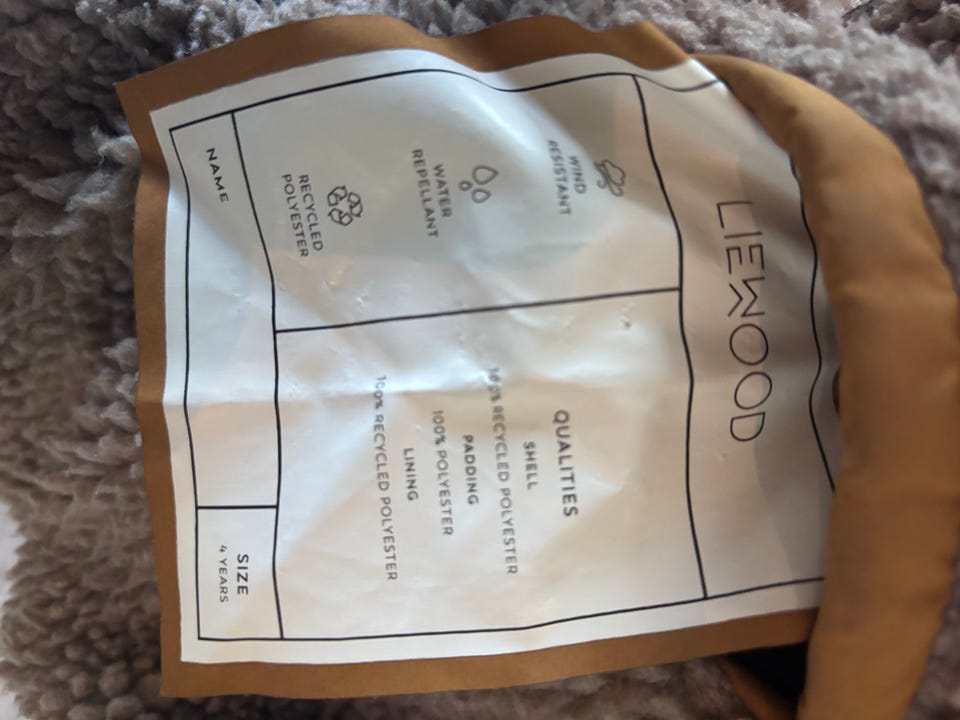 LIEWOOD
WIND
RESISTANT
WATER
REPELLANT
RECYCLED
POLYESTER
QUALITIES
SHELL
100% RECYCLED POLYESTER
PADDING
100% POLYESTER
LINING
100% RECYCLED POLYESTER
NAME
SIZE
4 YEARS